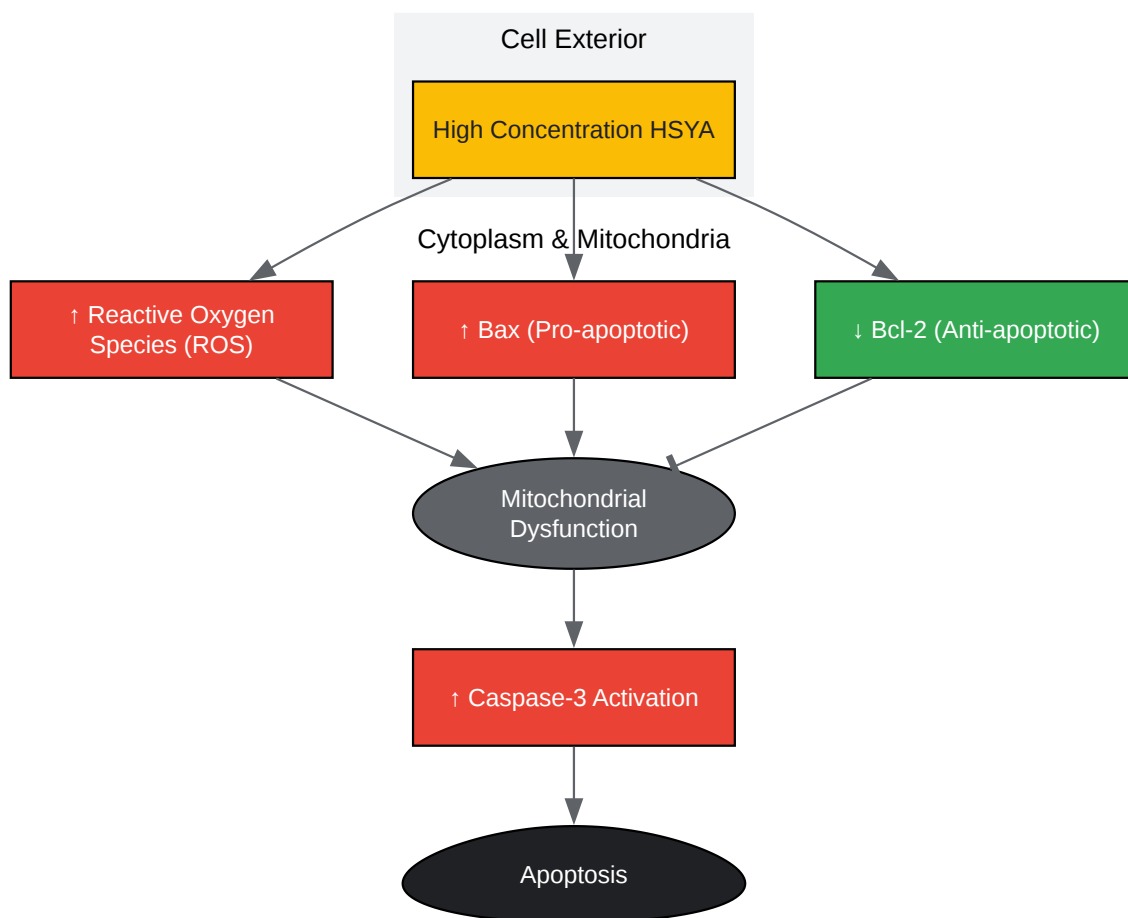 Cell Exterior
High Concentration HSYA
Cytoplasm & Mitochondria
↑ Reactive Oxygen
Species (ROS)
↑ Bax (Pro-apoptotic)
↓ Bcl-2 (Anti-apoptotic)
Mitochondrial
Dysfunction
↑ Caspase-3 Activation
Apoptosis